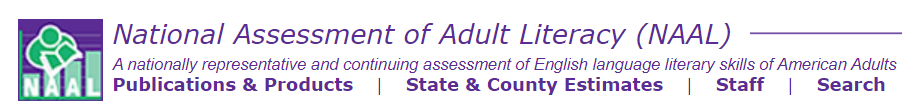 National Assessment of Adult Literacy (NAAL)
A nationally representative and continuing assessment of English language literary skills of American Adults
NAAL
Publications & Products | State & County Estimates | Staff | Search